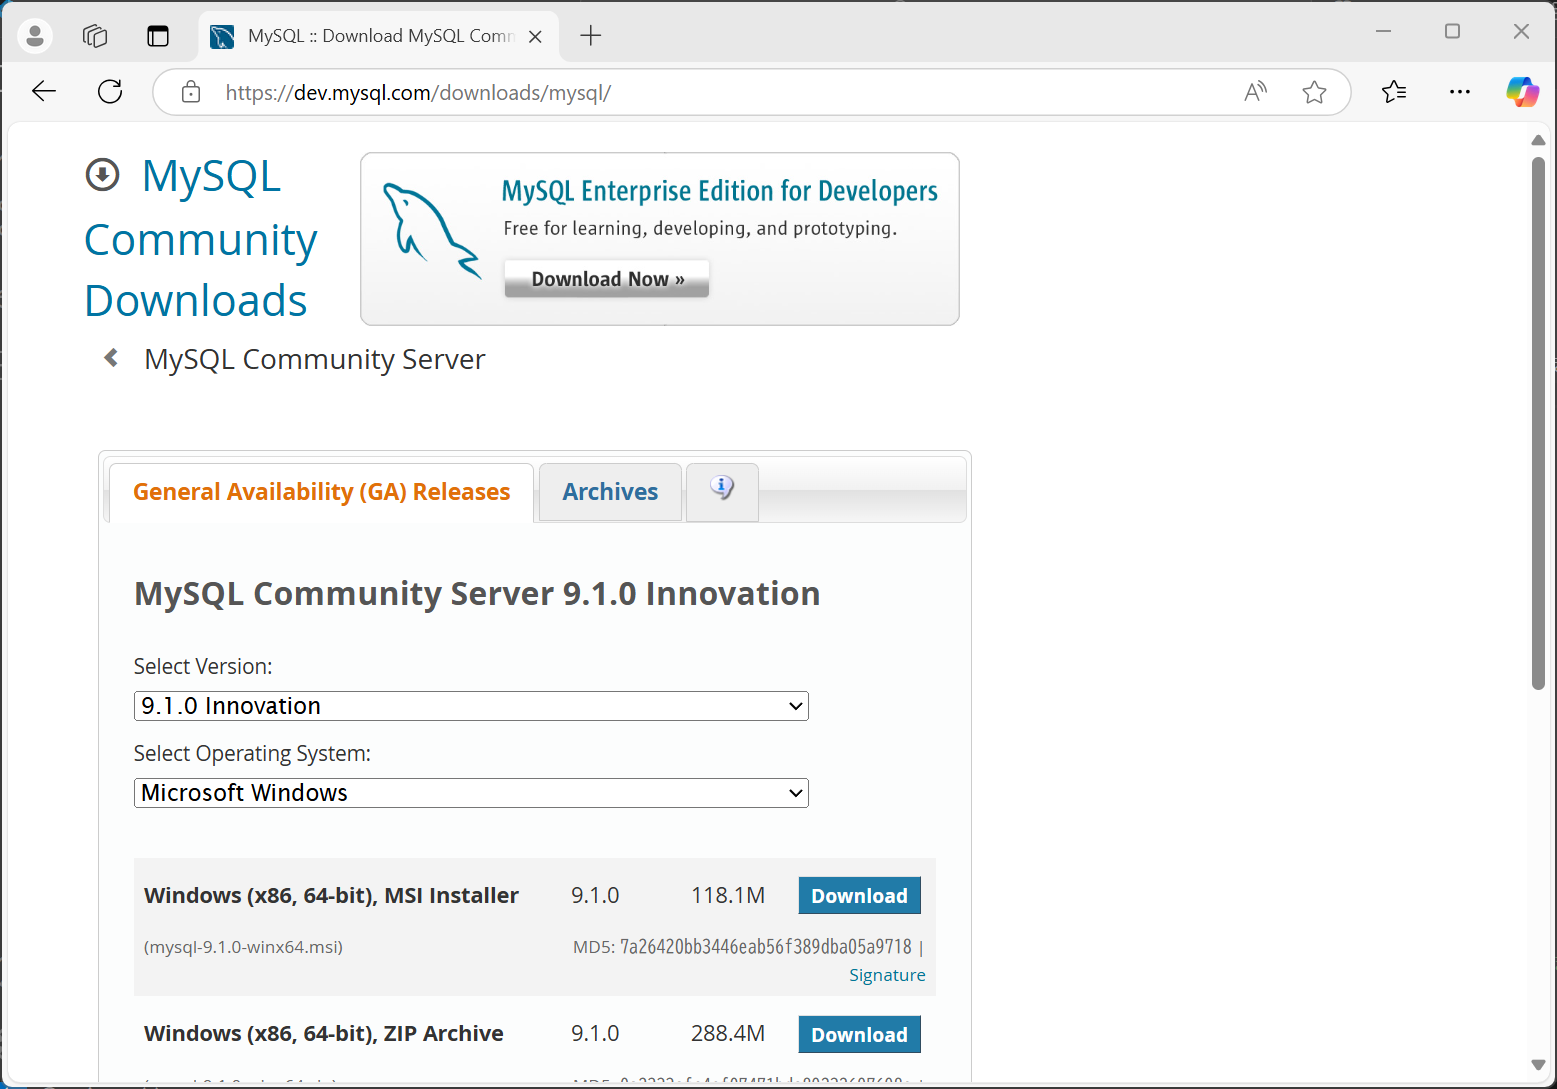 MySQL :: Download MySQL Comm
https://dev.mysql.com/downloads/mysql/
MySQL
Community
Downloads
MySQL Enterprise Edition for Developers
Free for learning, developing, and prototyping.
Download Now »
MySQL Community Server
General Availability (GA) Releases
Archives
MySQL Community Server 9.1.0 Innovation
Select Version:
9.1.0 Innovation
Select Operating System:
Microsoft Windows
Windows (x86, 64-bit), MSI Installer 9.1.0 118.1M Download
(mysql-9.1.0-winx64.msi) MD5: 7a26420bb3446eab56f389dba05a9718 |
Signature
Windows (x86, 64-bit), ZIP Archive 9.1.0 288.4M Download